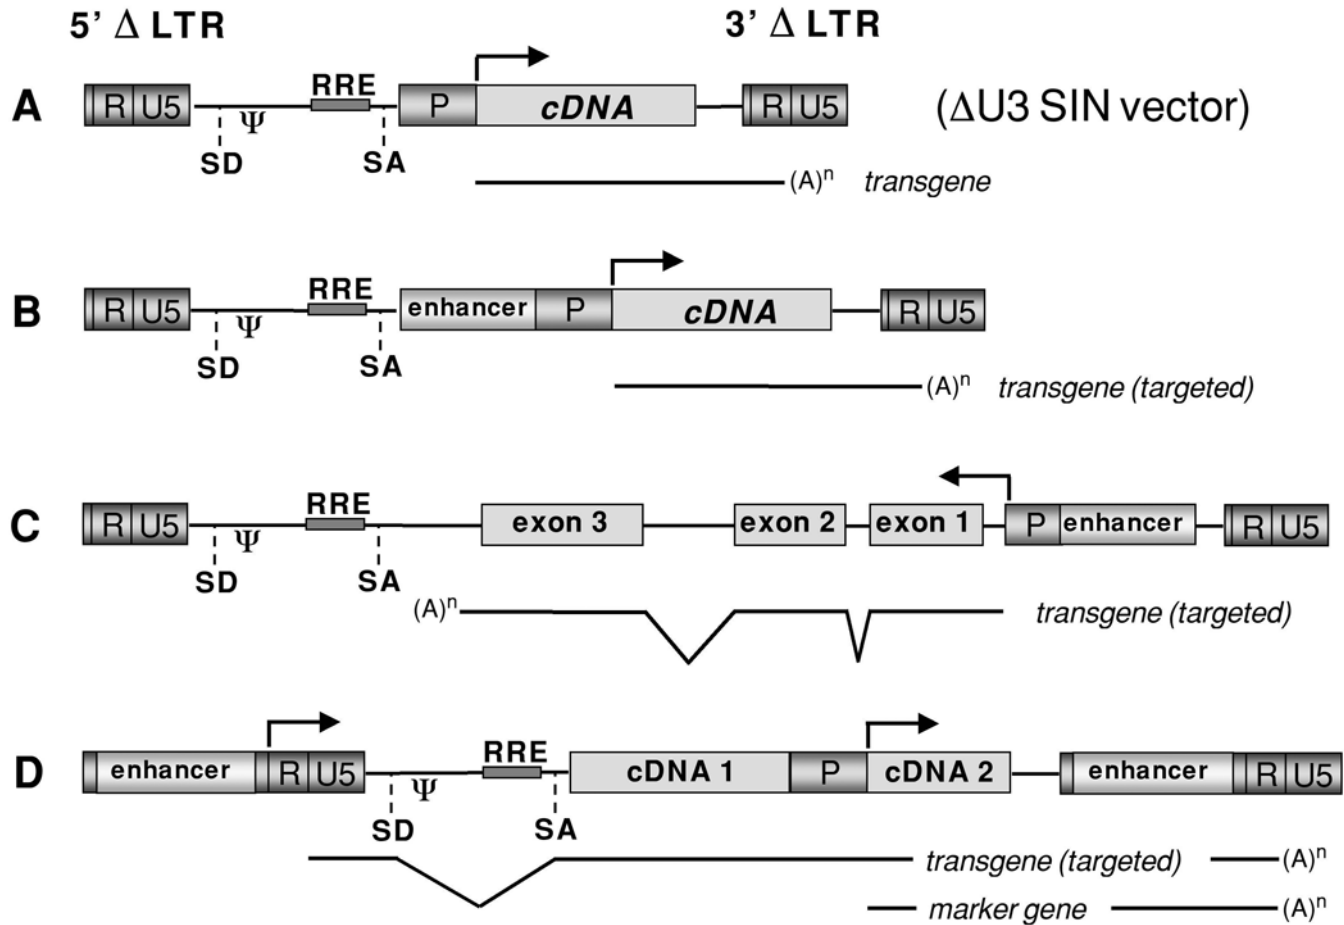 5' Δ LTR 3' Δ LTR
A R U5 Ψ RRE P cDNA R U5 (ΔU3 SIN vector)
SD SA
(A)ⁿ transgene
B R U5 Ψ RRE enhancer P cDNA R U5
SD SA
(A)ⁿ transgene (targeted)
C R U5 Ψ RRE exon 3 exon 2 exon 1 P enhancer R U5
SD SA
(A)ⁿ transgene (targeted)
D enhancer R U5 Ψ RRE cDNA 1 P cDNA 2 enhancer R U5
SD SA
transgene (targeted) (A)ⁿ
marker gene (A)ⁿ